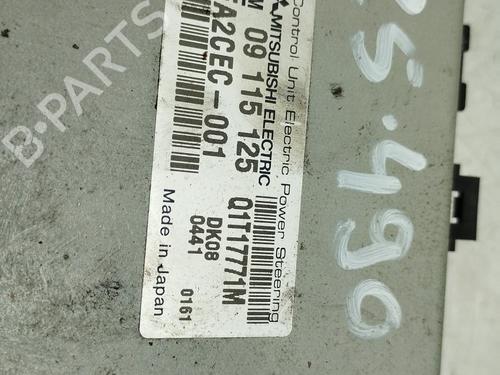 Control Unit Electric Power Steering
MITSUBISHI ELECTRIC
09 115 125 Q1T17771M
A2CEC-001 DK08
0441
Made in Japan 0161
B-PARTS
490